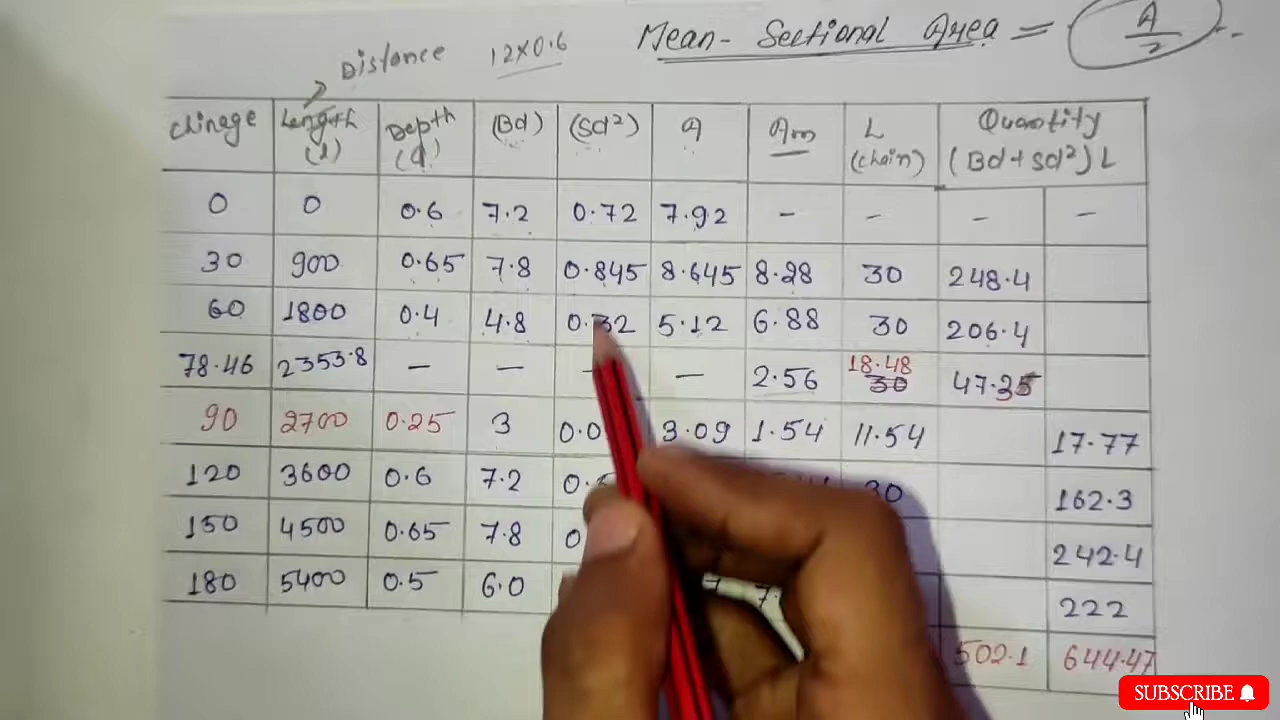 Distance 12×0.6 Mean- Sectional Area = A/2
Chinage Length (l) Depth (d) (Bd) (Sd²) A Am L (chain) Quantity (Bd+Sd²) L
0 0 0.6 7.2 0.72 7.92 - - - -
30 900 0.65 7.8 0.845 8.645 8.28 30 248.4
60 1800 0.4 4.8 0.32 5.12 6.88 30 206.4
78.46 2353.8 - - - - 2.56 18.48 30 47.35
90 2700 0.25 3 3.09 1.54 11.54 17.77
120 3600 0.6 7.2 30 162.3
150 4500 0.65 7.8 242.4
180 5400 0.5 6.0 222
502.1 644.47
SUBSCRIBE